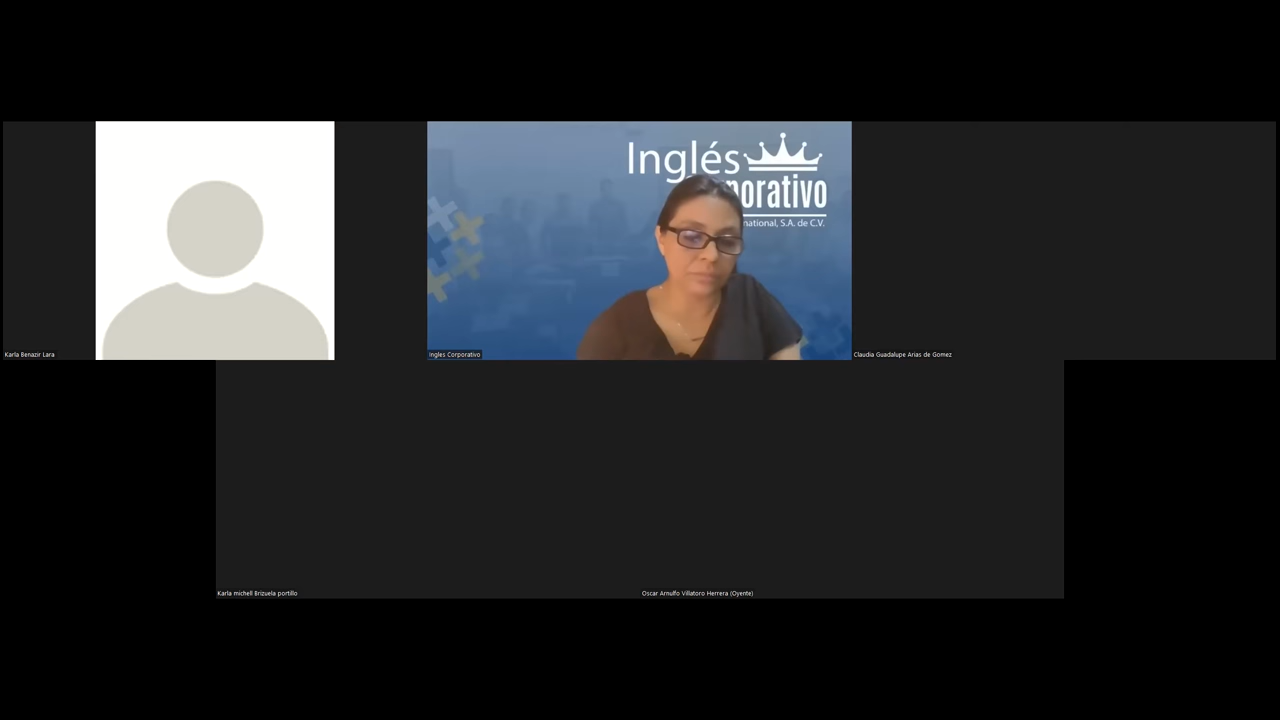 Inglés
porativo
national, S.A. de C.V.
Karla Benazir Lara
Ingles Corporativo
Claudia Guadalupe Arias de Gomez
Karla michell Brizuela portillo
Oscar Arnulfo Villatoro Herrera (Oyente)